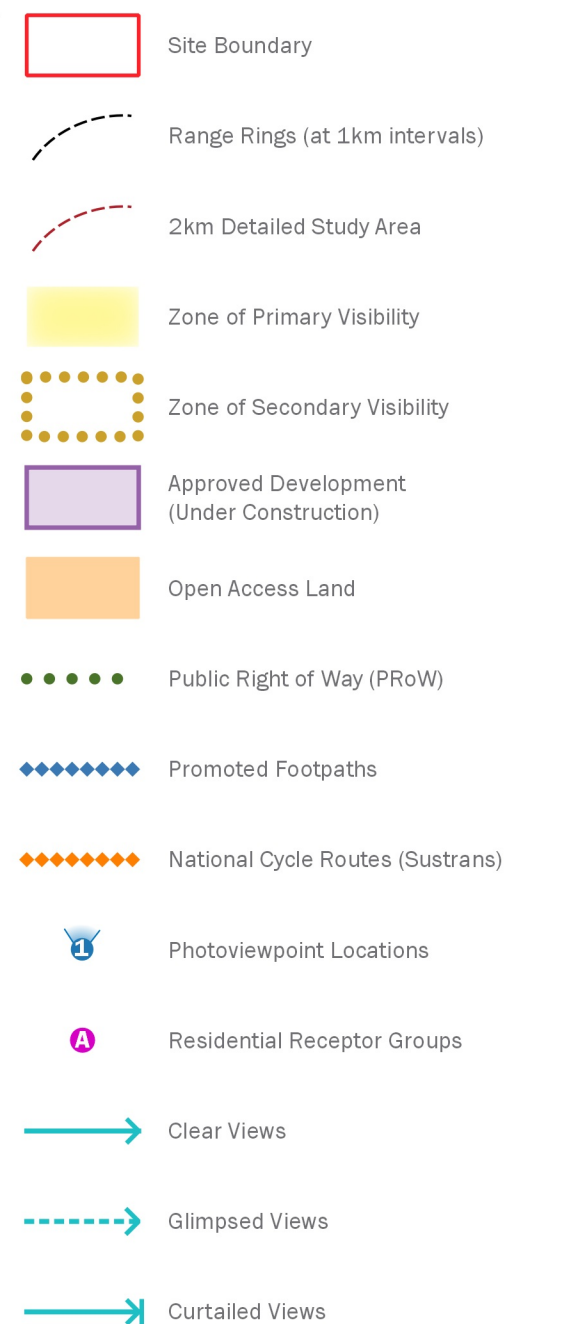 Site Boundary
Range Rings (at 1km intervals)
2km Detailed Study Area
Zone of Primary Visibility
Zone of Secondary Visibility
Approved Development
(Under Construction)
Open Access Land
Public Right of Way (PRoW)
Promoted Footpaths
National Cycle Routes (Sustrans)
1 Photoviewpoint Locations
A Residential Receptor Groups
Clear Views
Glimpsed Views
Curtailed Views